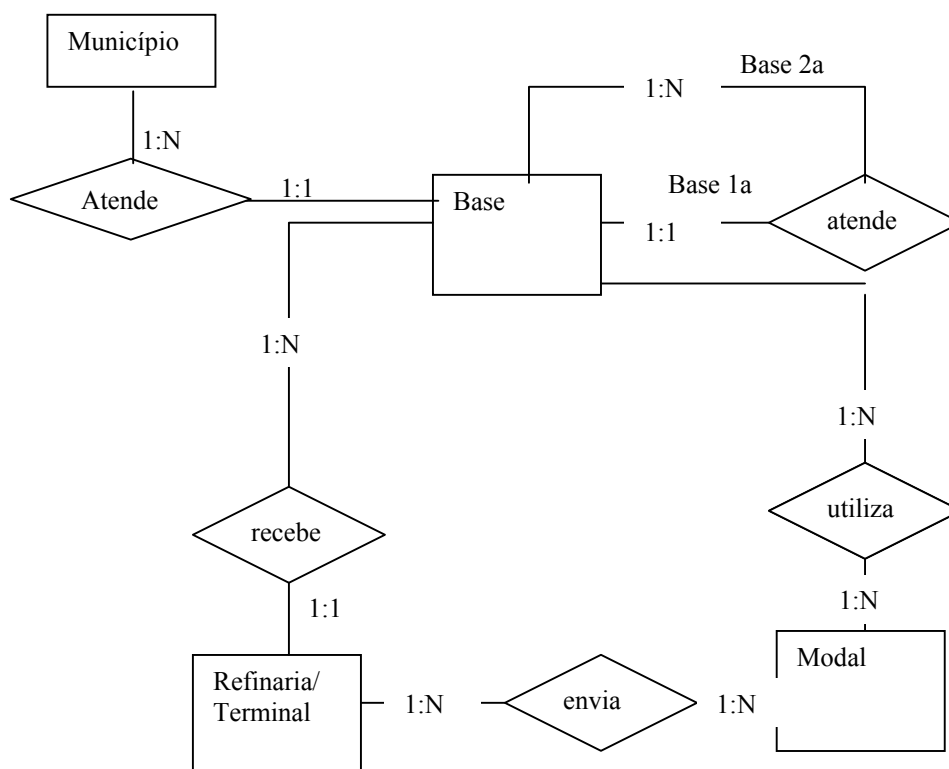 Município
Base 2a
1:N
1:N
1:1
Base 1a
Atende
Base
atende
1:1
1:N
1:N
utiliza
recebe
1:N
1:1
Modal
Refinaria/
Terminal
1:N
envia
1:N